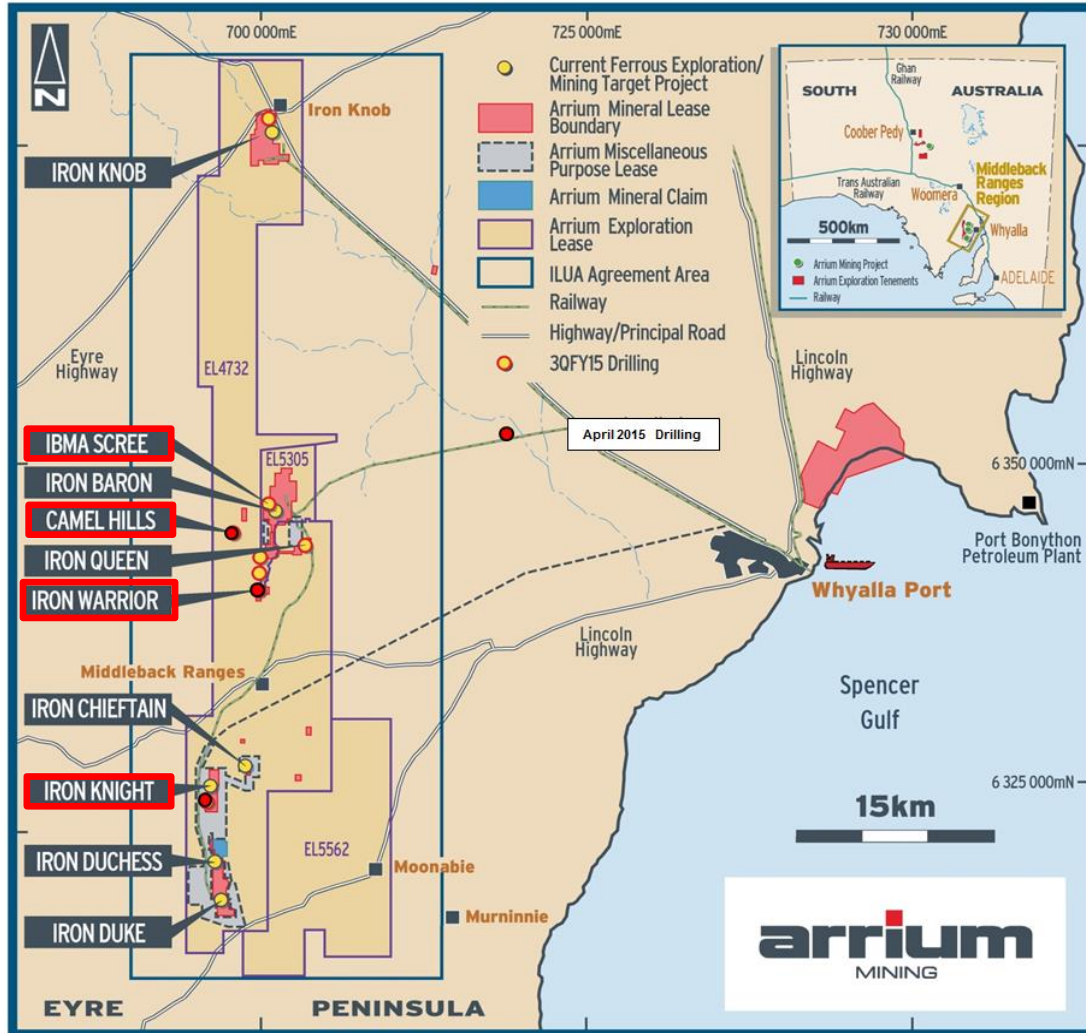 700 000mE
725 000mE
730 000mE
N
Current Ferrous Exploration/
Mining Target Project
Arrium Mineral Lease
Boundary
Arrium Miscellaneous
Purpose Lease
Arrium Mineral Claim
Arrium Exploration
Lease
ILUA Agreement Area
Railway
Highway/Principal Road
3QFY15 Drilling
April 2015 Drilling
Ghan
Railway
SOUTH
AUSTRALIA
Coober Pedy
Middleback
Ranges
Region
Trans Australian
Railway
Woomera
Whyalla
500km
ADELAIDE
Arrium Mining Project
Arrium Exploration Tenements
Railway
Iron Knob
IRON KNOB
Eyre
Highway
EL4732
Lincoln
Highway
IBMA SCREE
EL5305
IRON BARON
CAMEL HILLS
IRON QUEEN
IRON WARRIOR
6 350 000mN
Port Bonython
Petroleum Plant
Whyalla Port
Lincoln
Highway
Middleback Ranges
IRON CHIEFTAIN
Spencer
Gulf
IRON KNIGHT
6 325 000mN
15km
IRON DUCHESS
EL5562
Moonabie
Murninnie
IRON DUKE
arrium
MINING
EYRE PENINSULA